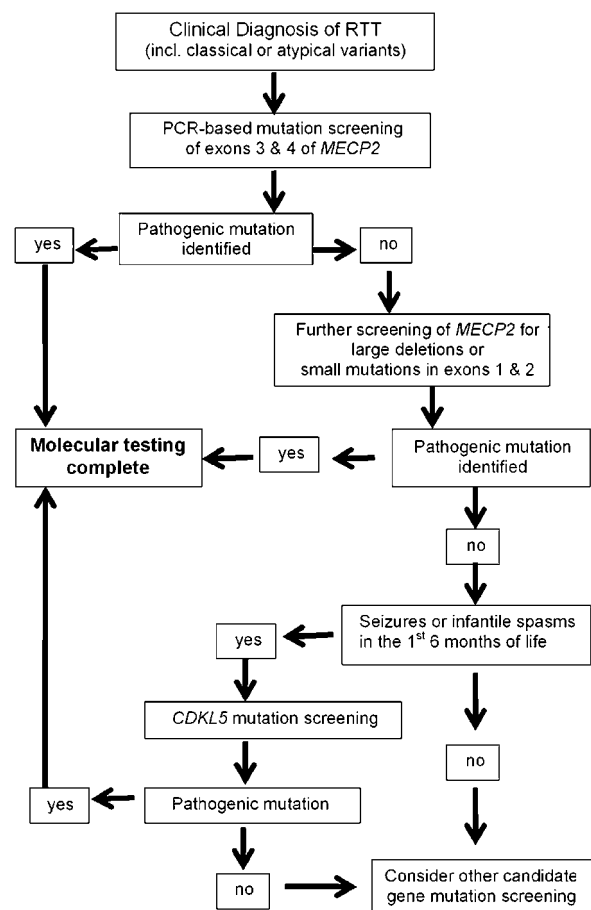 Clinical Diagnosis of RTT
(incl. classical or atypical variants)
PCR-based mutation screening
of exons 3 & 4 of MECP2
Pathogenic mutation
identified
yes
no
Further screening of MECP2 for
large deletions or
small mutations in exons 1 & 2
Molecular testing
complete
yes
Pathogenic mutation
identified
no
Seizures or infantile spasms
in the 1st 6 months of life
yes
CDKL5 mutation screening
no
yes
Pathogenic mutation
no
Consider other candidate
gene mutation screening